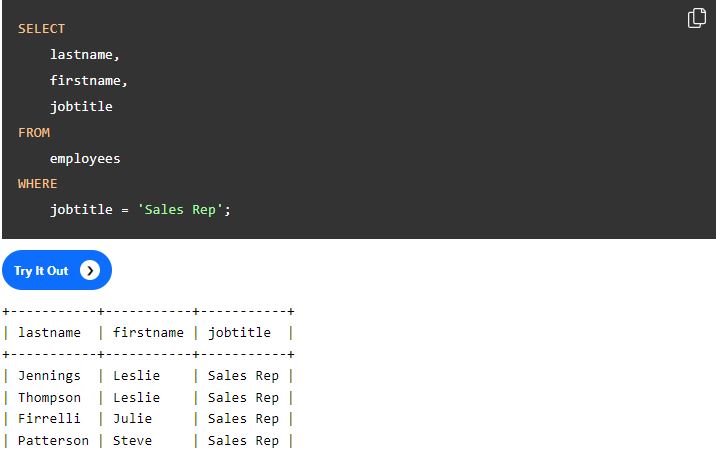 SELECT
    lastname,
    firstname,
    jobtitle
FROM
    employees
WHERE
    jobtitle = 'Sales Rep';
Try It Out
+-----------+-----------+-----------+
| lastname  | firstname | jobtitle  |
+-----------+-----------+-----------+
| Jennings  | Leslie    | Sales Rep |
| Thompson  | Leslie    | Sales Rep |
| Firrelli  | Julie     | Sales Rep |
| Patterson | Steve     | Sales Rep |